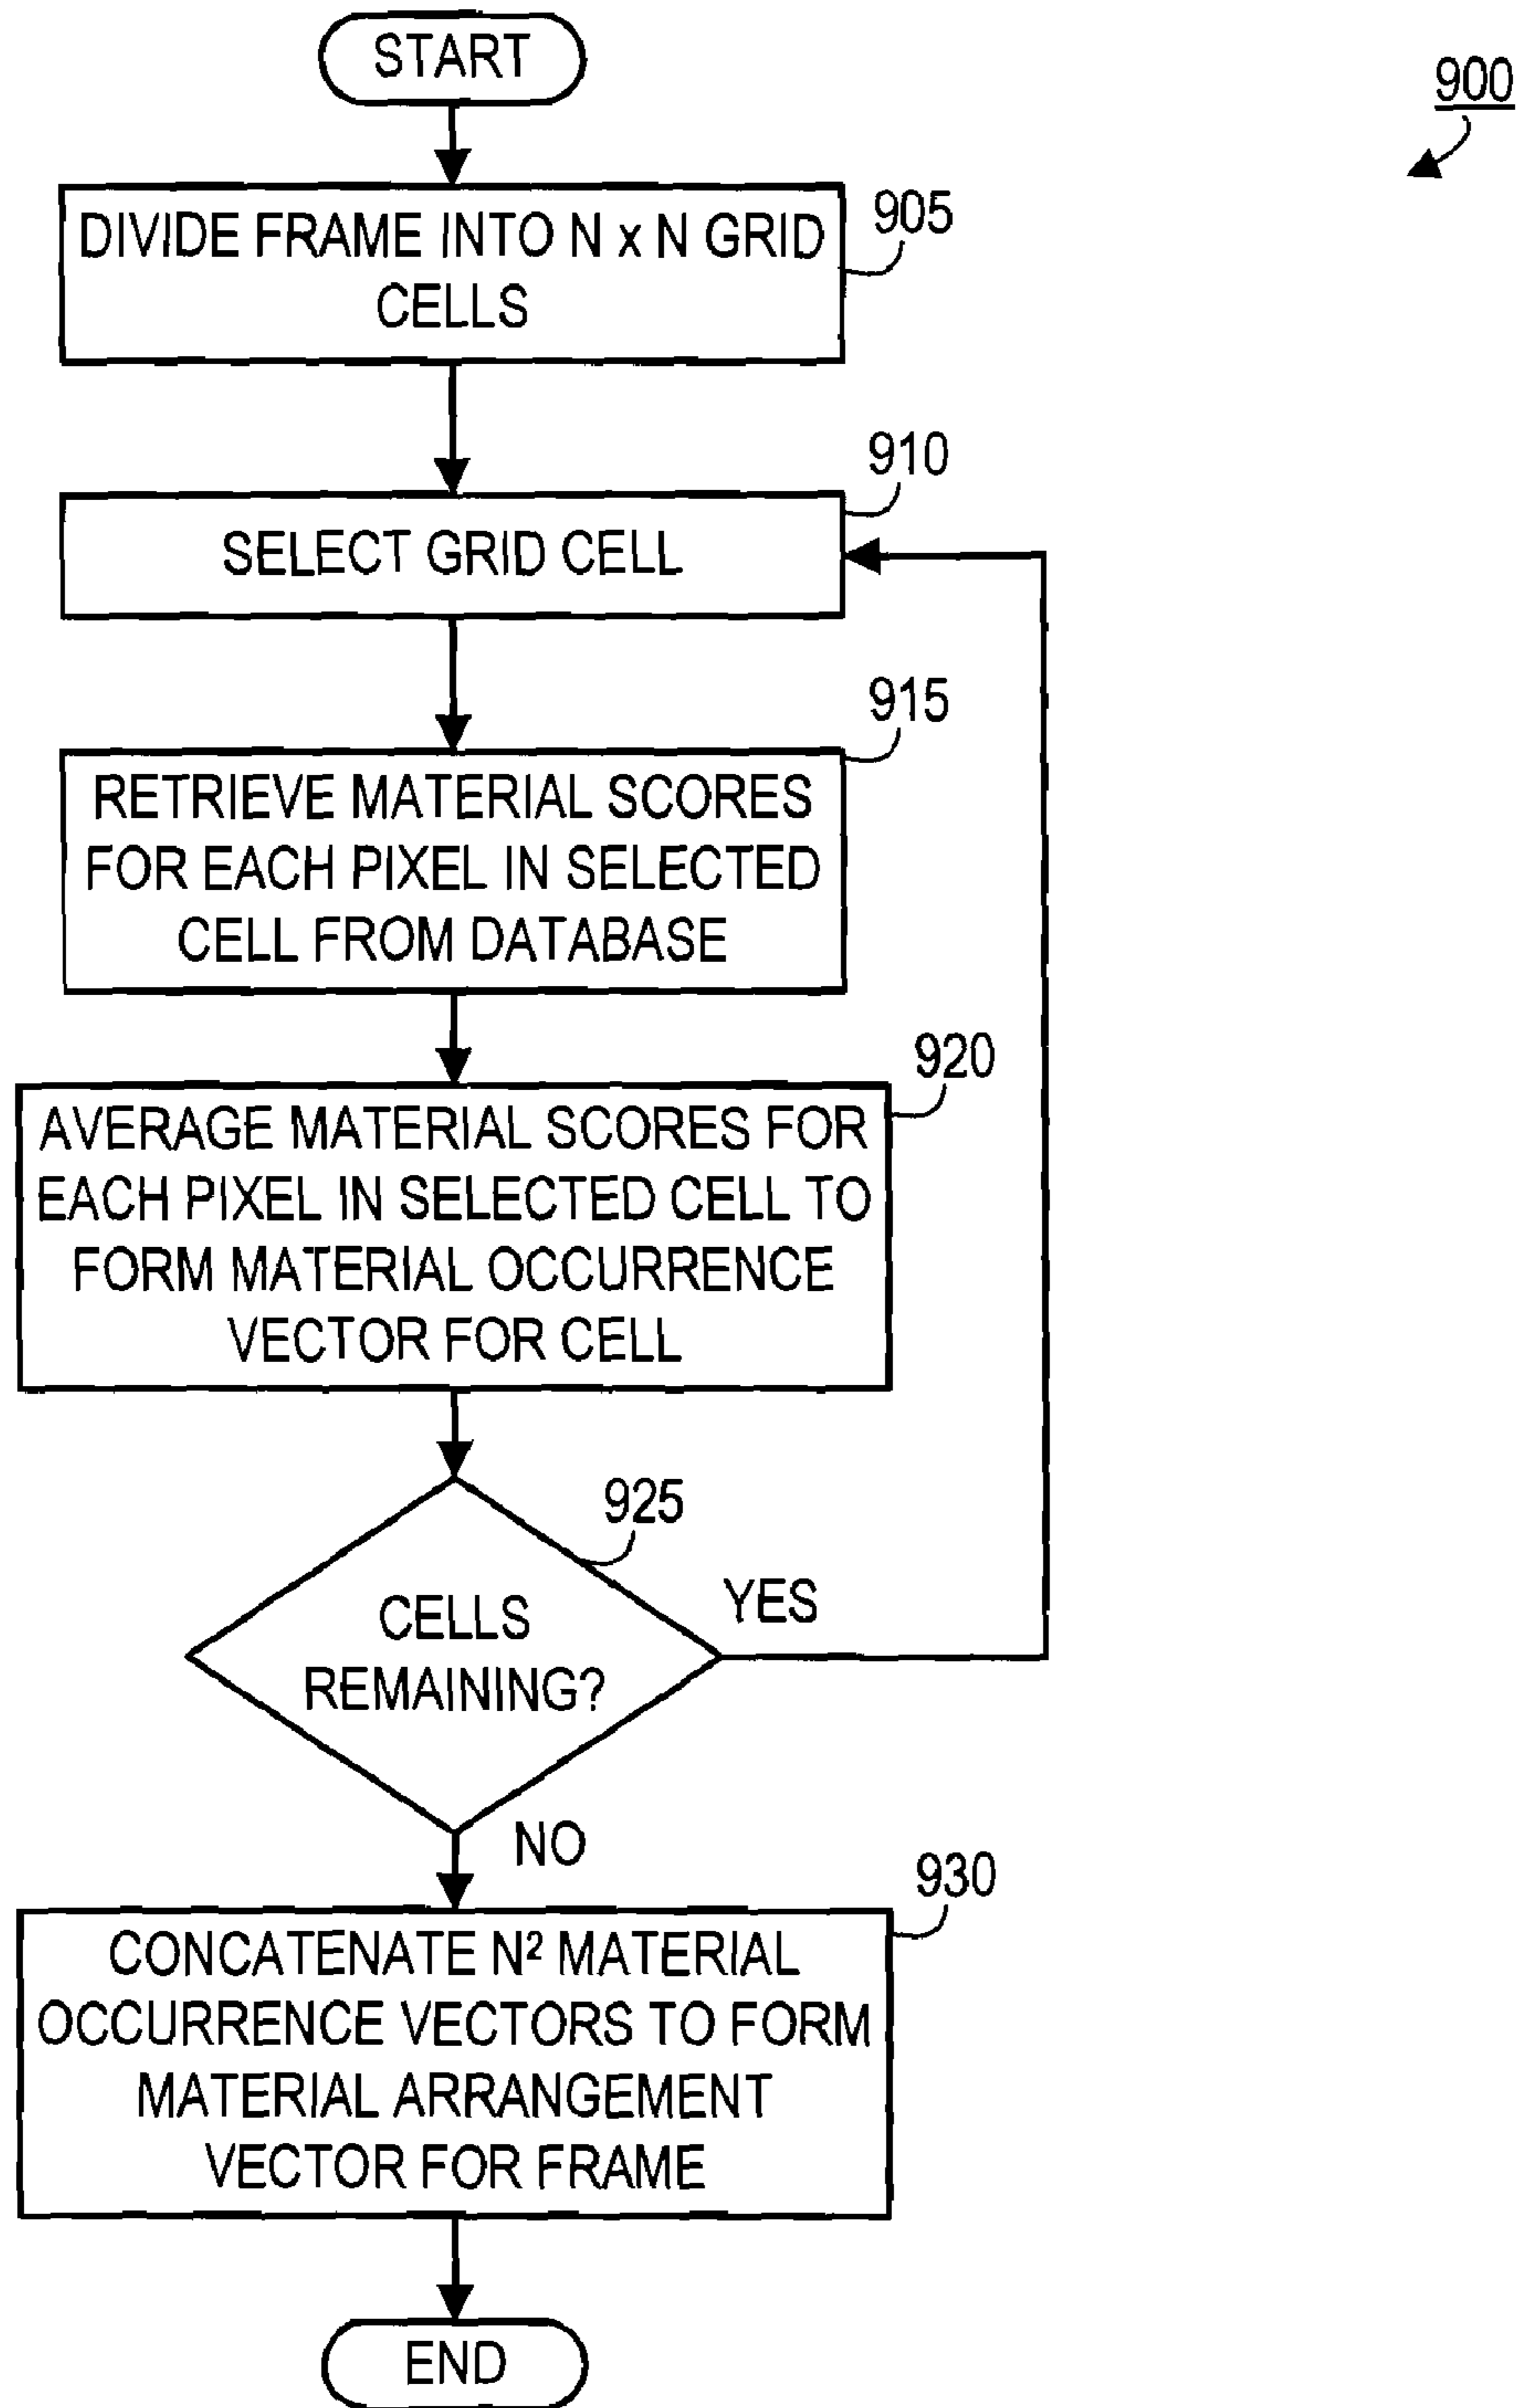 START
900
DIVIDE FRAME INTO N x N GRID
CELLS
905
SELECT GRID CELL
910
RETRIEVE MATERIAL SCORES
FOR EACH PIXEL IN SELECTED
CELL FROM DATABASE
915
AVERAGE MATERIAL SCORES FOR
EACH PIXEL IN SELECTED CELL TO
FORM MATERIAL OCCURRENCE
VECTOR FOR CELL
920
CELLS
REMAINING?
925
YES
NO
CONCATENATE N² MATERIAL
OCCURRENCE VECTORS TO FORM
MATERIAL ARRANGEMENT
VECTOR FOR FRAME
930
END